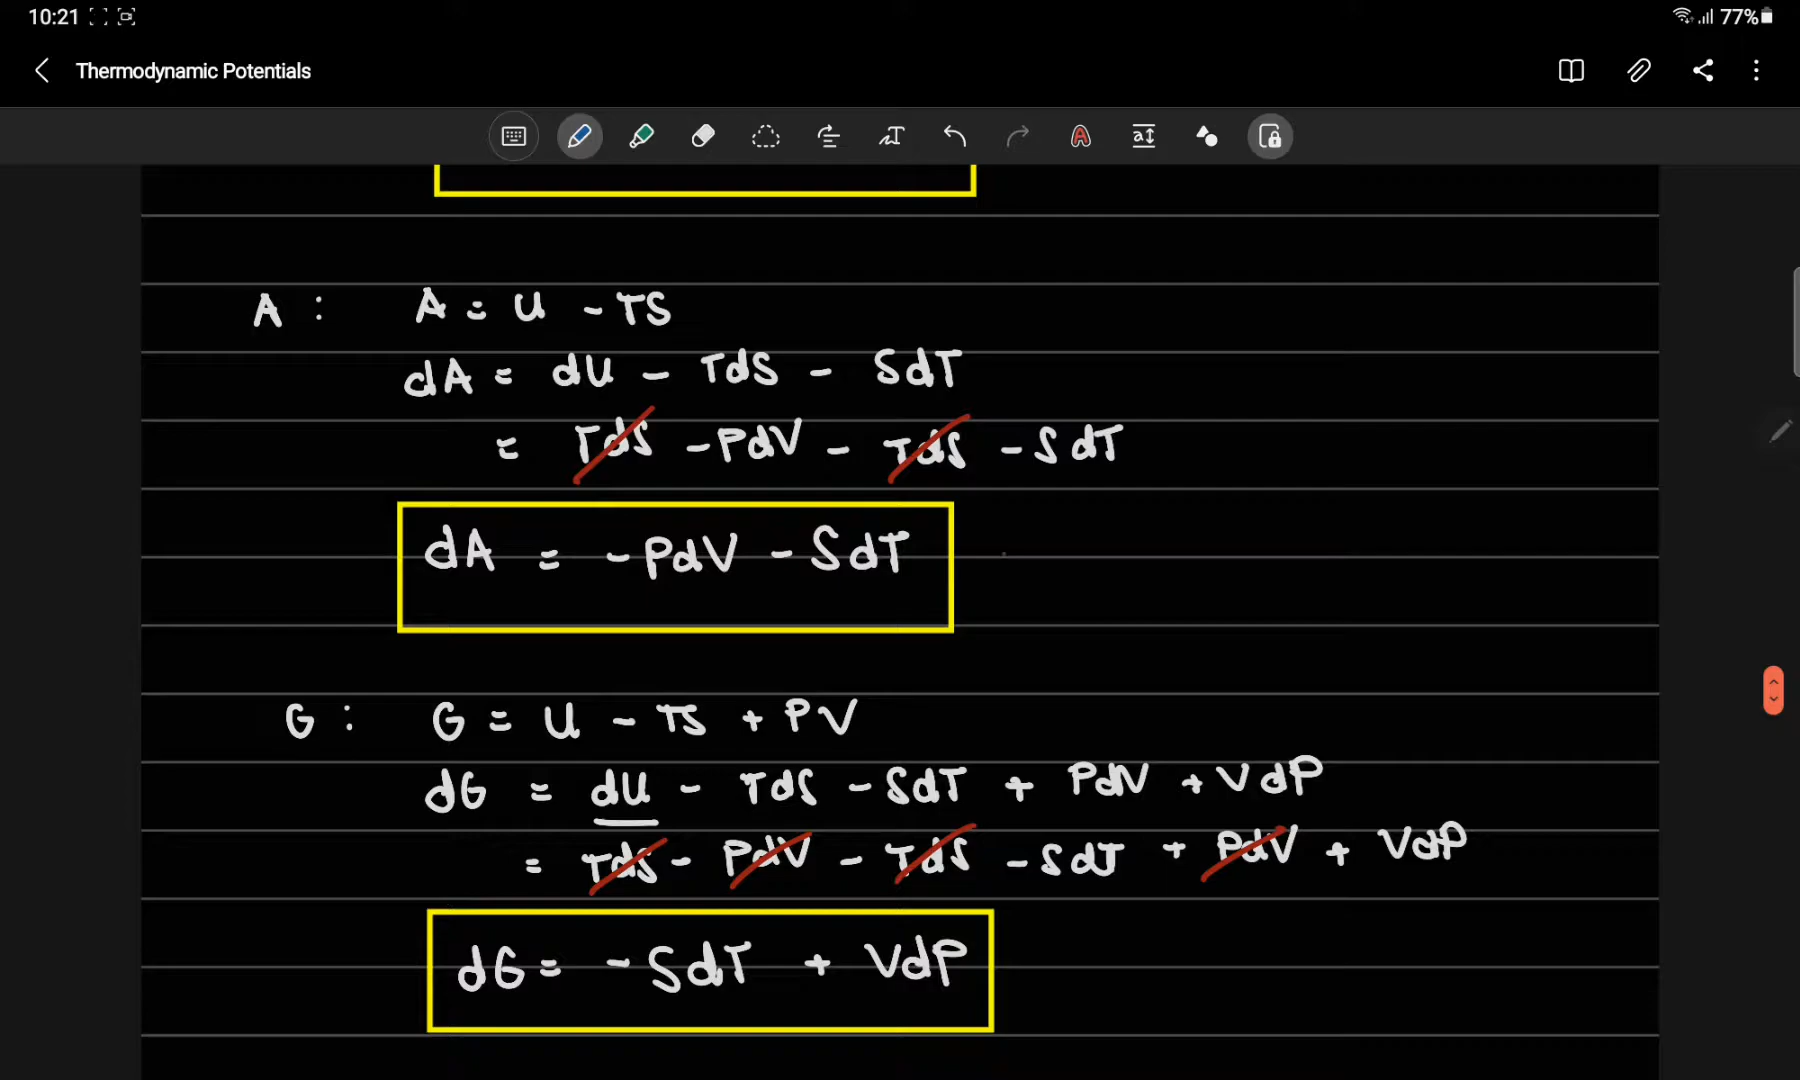 10:21
77%
Thermodynamic Potentials
A : A = U - TS
dA = dU - TdS - SdT
= TdS - PdV - TdS - SdT
dA = -PdV - SdT
G : G = U - TS + PV
dG = dU - TdS - SdT + PdV + VdP
= TdS - PdV - TdS - SdT + PdV + VdP
dG = -SdT + VdP